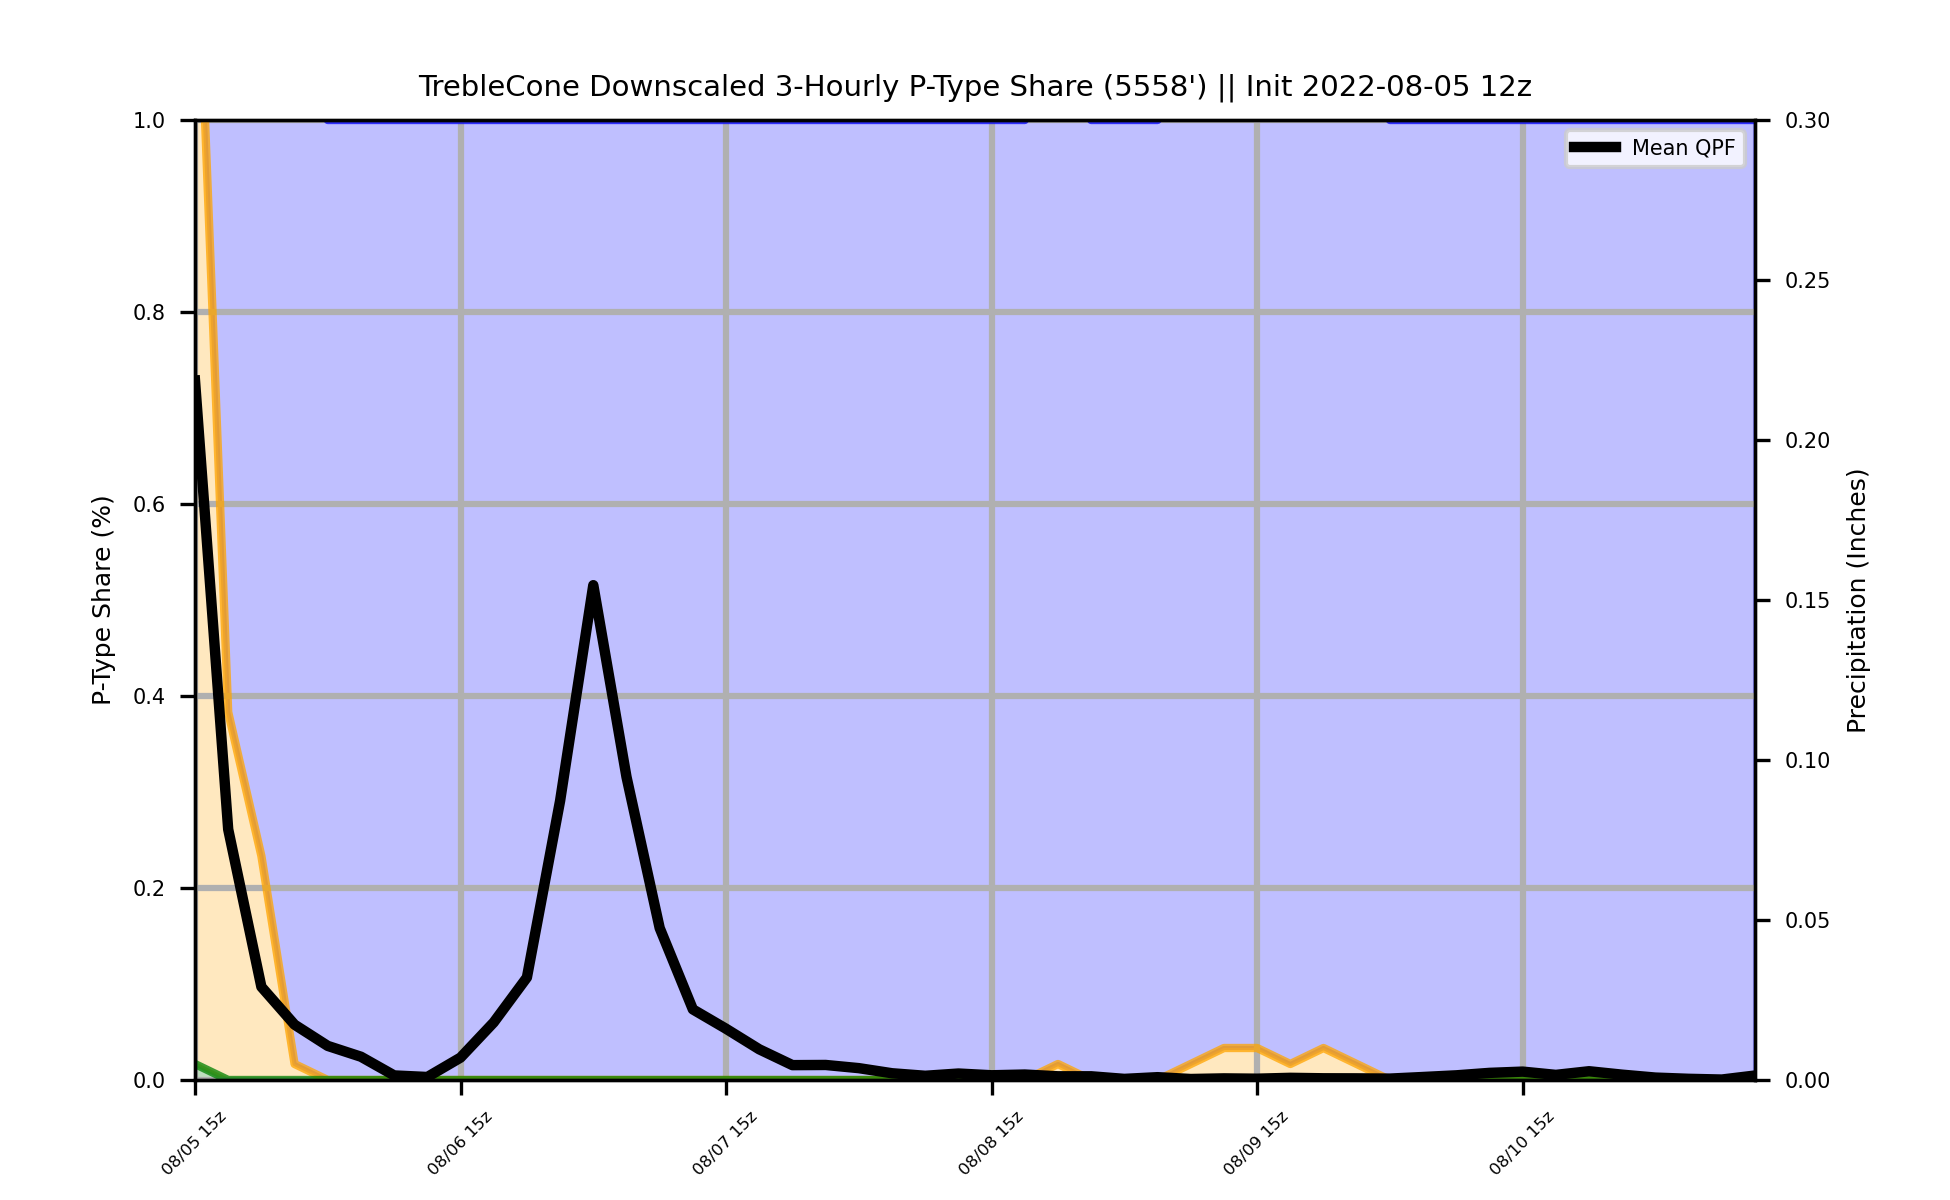 TrebleCone Downscaled 3-Hourly P-Type Share (5558') || Init 2022-08-05 12z
Mean QPF
P-Type Share (%)
1.0
0.8
0.6
0.4
0.2
0.0
0.30
0.25
0.20
0.15
0.10
0.05
0.00
Precipitation (Inches)
08/05 15z
08/06 15z
08/07 15z
08/08 15z
08/09 15z
08/10 15z